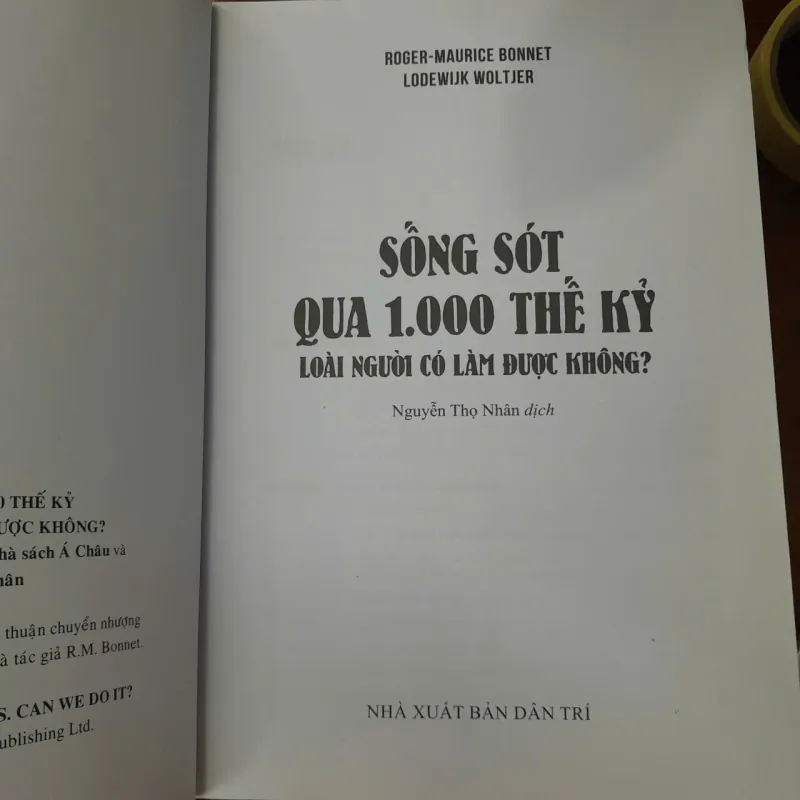 0 THẾ KỶ
ƯỢC KHÔNG?
hà sách Á Châu và
hân
thuận chuyển nhượng
à tác giả R.M. Bonnet.
S. CAN WE DO IT?
ublishing Ltd.
ROGER-MAURICE BONNET
LODEWIJK WOLTJER
SỐNG SÓT
QUA 1.000 THẾ KỶ
LOÀI NGƯỜI CÓ LÀM ĐƯỢC KHÔNG?
Nguyễn Thọ Nhân dịch
NHÀ XUẤT BẢN DÂN TRÍ